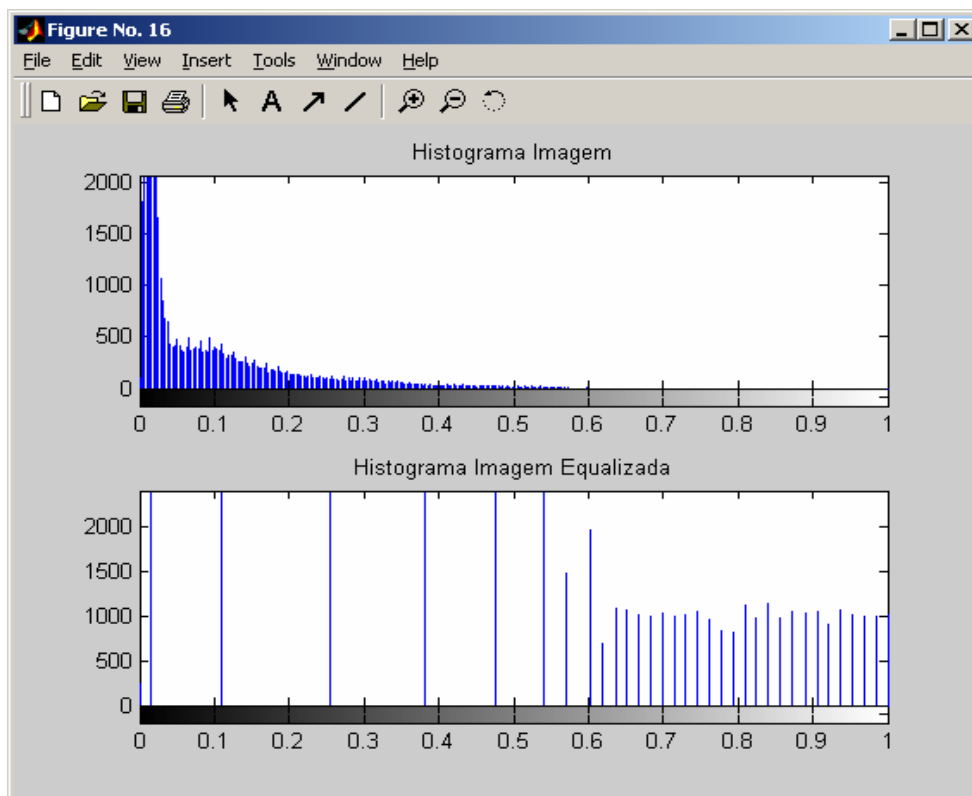 Figure No. 16
File Edit View Insert Tools Window Help
A
Histograma Imagem
2000
1500
1000
500
0
0 0.1 0.2 0.3 0.4 0.5 0.6 0.7 0.8 0.9 1
Histograma Imagem Equalizada
2000
1500
1000
500
0
0 0.1 0.2 0.3 0.4 0.5 0.6 0.7 0.8 0.9 1